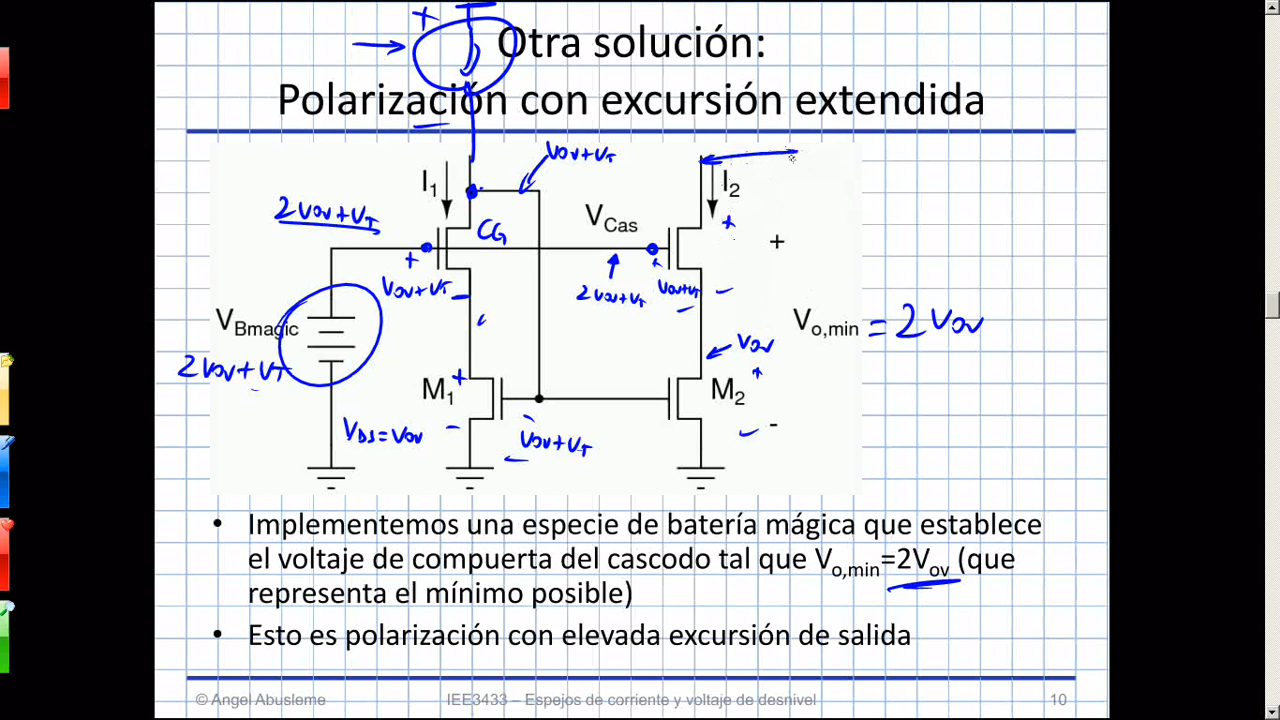 Otra solución:
Polarización con excursión extendida
+
VOV+VT
I1
I2
2VOV+VT
CG
VCas
+
+
+
+
VOV+VT
2VOV+VT
VOV+VT
-
-
VBmagic
2VOV+VT
Vo,min = 2VOV
VOV
+
M1
M2
+
VDS=VOV
-
VOV+VT
-
-
• Implementemos una especie de batería mágica que establece
el voltaje de compuerta del cascodo tal que Vo,min=2Vov (que
representa el mínimo posible)
• Esto es polarización con elevada excursión de salida
© Angel Abusleme
IEE3433 – Espejos de corriente y voltaje de desnivel
10